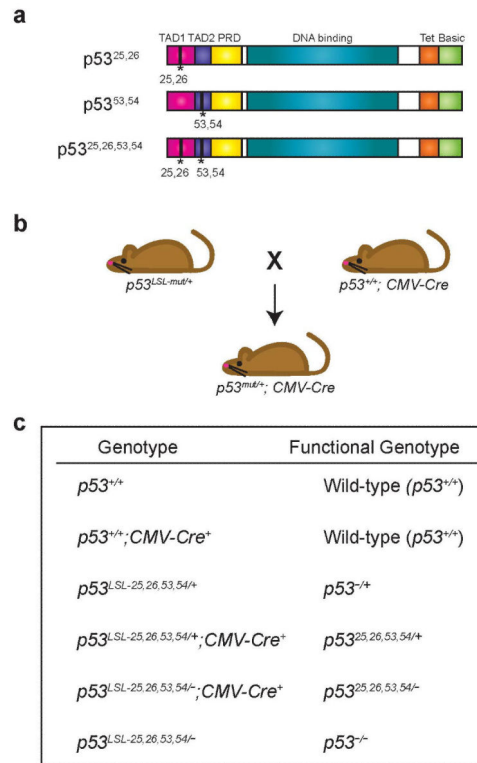 a
TAD1 TAD2 PRD DNA binding Tet Basic
p53^25,26
*
25,26
p53^53,54
*
53,54
p53^25,26,53,54
* *
25,26 53,54
b
X
p53^LSL-mut/+ p53^+/+; CMV-Cre
p53^mut/+; CMV-Cre
c
Genotype Functional Genotype
p53^+/+ Wild-type (p53^+/+)
p53^+/+;CMV-Cre^+ Wild-type (p53^+/+)
p53^LSL-25,26,53,54/+ p53^−/+
p53^LSL-25,26,53,54/+;CMV-Cre^+ p53^25,26,53,54/+
p53^LSL-25,26,53,54/-;CMV-Cre^+ p53^25,26,53,54/-
p53^LSL-25,26,53,54/- p53^−/−